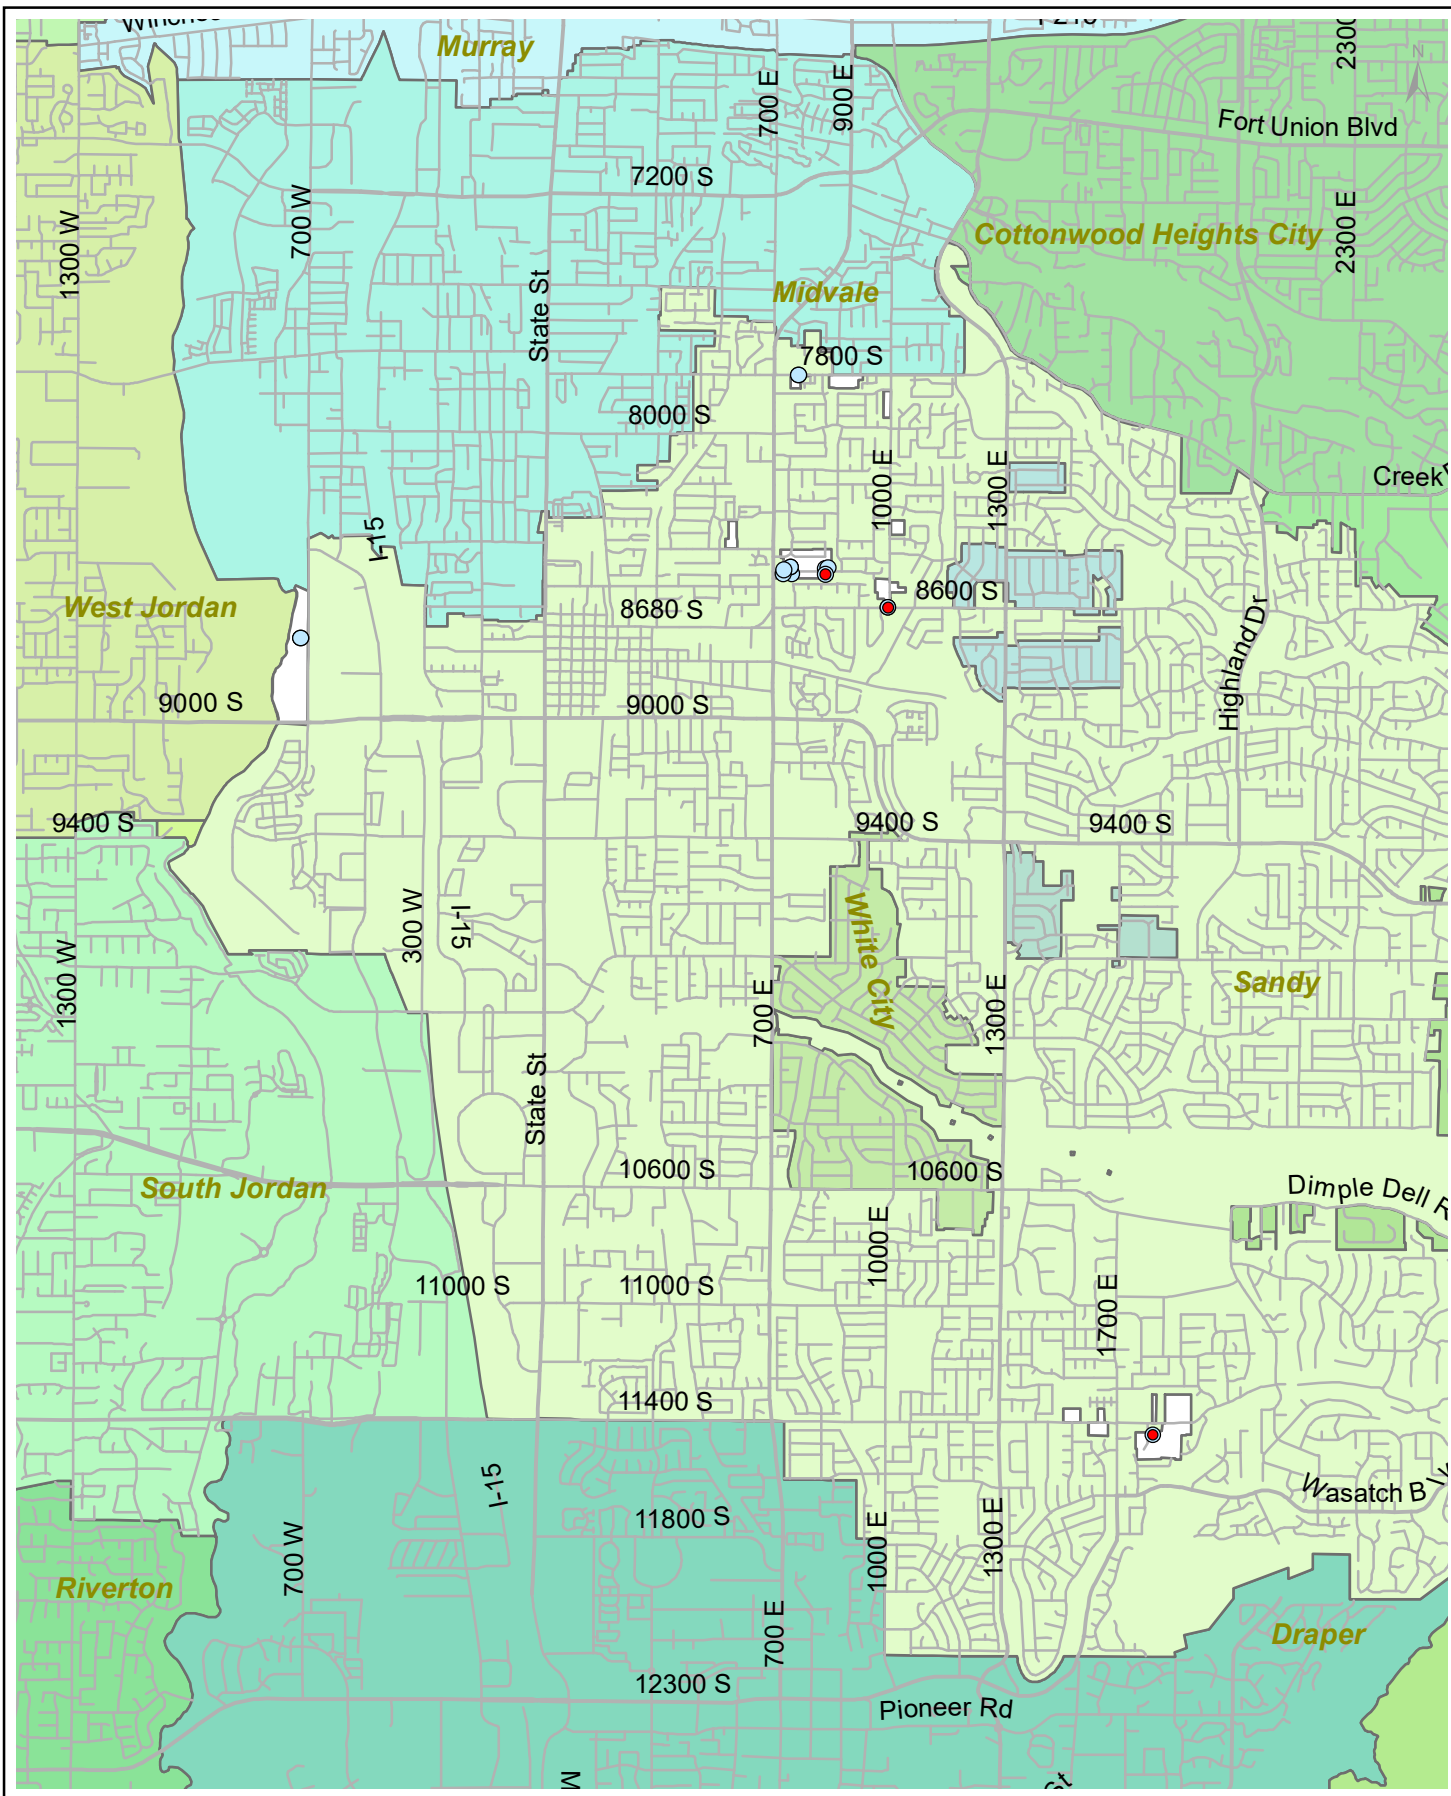 Murray
700 E
900 E
Fort Union Blvd
7200 S
1300 W
700 W
Cottonwood Heights City
2300 E
State St
Midvale
7800 S
8000 S
1000 E
1300 E
Creek
I-15
West Jordan
8680 S
8600 S
Highland Dr
9000 S
9000 S
9400 S
9400 S
9400 S
300 W
I-15
White City
1300 W
700 E
1300 E
Sandy
State St
10600 S
10600 S
South Jordan
Dimple Dell R
1000 E
11000 S
11000 S
1700 E
11400 S
I-15
Wasatch B
11800 S
700 W
1000 E
1300 E
Riverton
700 E
Draper
12300 S
Pioneer Rd
N